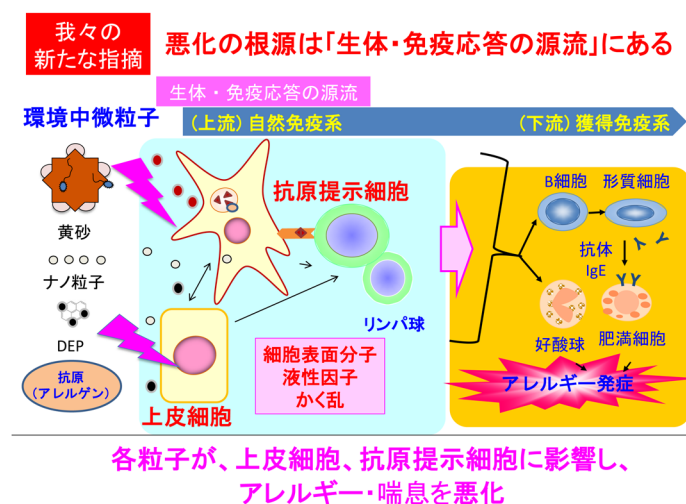 我々の
新たな指摘
悪化の根源は「生体・免疫応答の源流」にある
生体・免疫応答の源流
環境中微粒子
(上流)自然免疫系
(下流)獲得免疫系
黄砂
ナノ粒子
DEP
抗原
(アレルゲン)
抗原提示細胞
リンパ球
上皮細胞
細胞表面分子
液性因子
かく乱
B細胞
形質細胞
抗体
IgE
好酸球
肥満細胞
アレルギー発症
各粒子が、上皮細胞、抗原提示細胞に影響し、
アレルギー・喘息を悪化